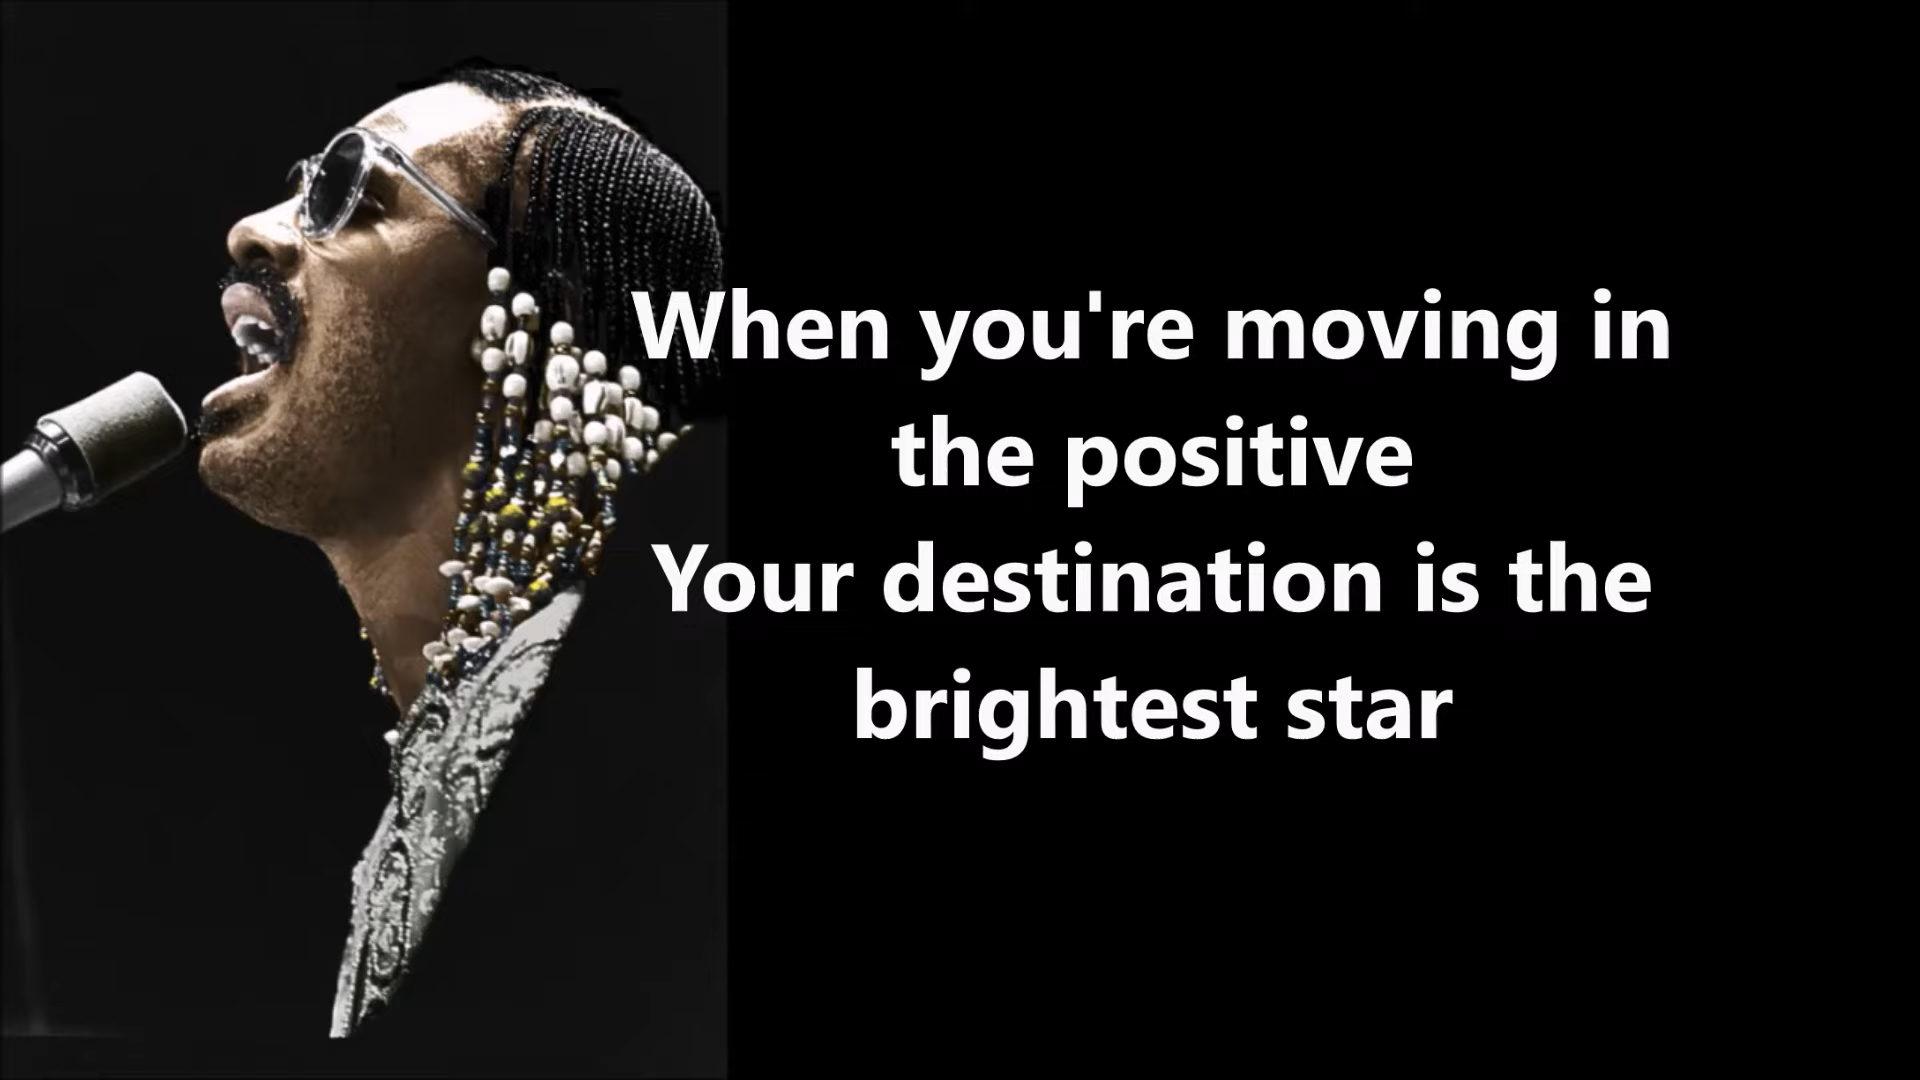 When you're moving in
the positive
Your destination is the
brightest star